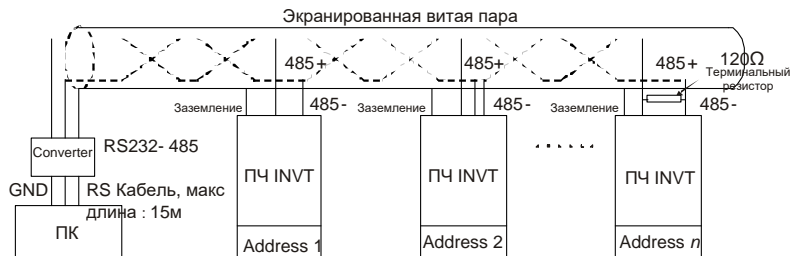 Экранированная витая пара
485+ 485+ 485+ 120Ω
Терминальный
резистор
Заземление 485- Заземление 485- Заземление 485-
Converter RS232- 485
GND RS Кабель, макс
длина : 15м
ПК
ПЧ INVT ПЧ INVT ПЧ INVT
Address 1 Address 2 Address n